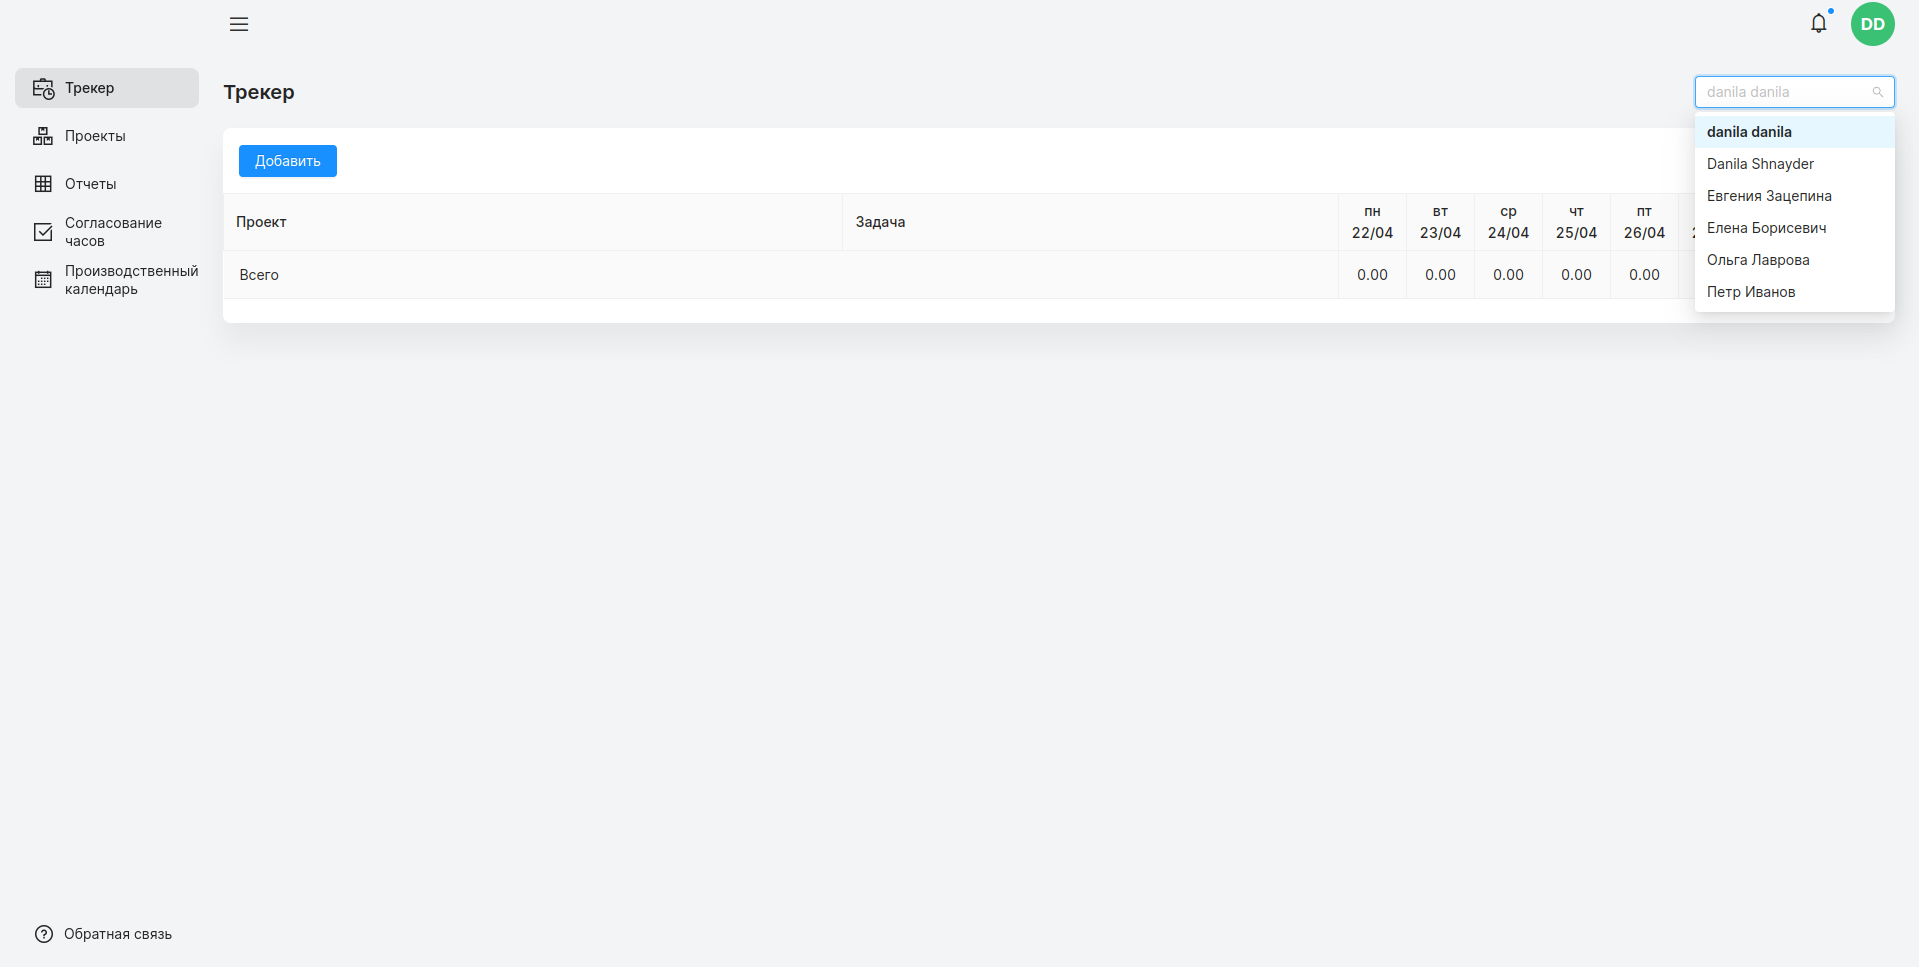 DD
Трекер
Проекты
Отчеты
Согласование
часов
Производственный
календарь
Обратная связь
Трекер
danila danila
danila danila
Danila Shnayder
Евгения Зацепина
Елена Борисевич
Ольга Лаврова
Петр Иванов
Добавить
Проект Задача пн 22/04 вт 23/04 ср 24/04 чт 25/04 пт 26/04
Всего 0.00 0.00 0.00 0.00 0.00